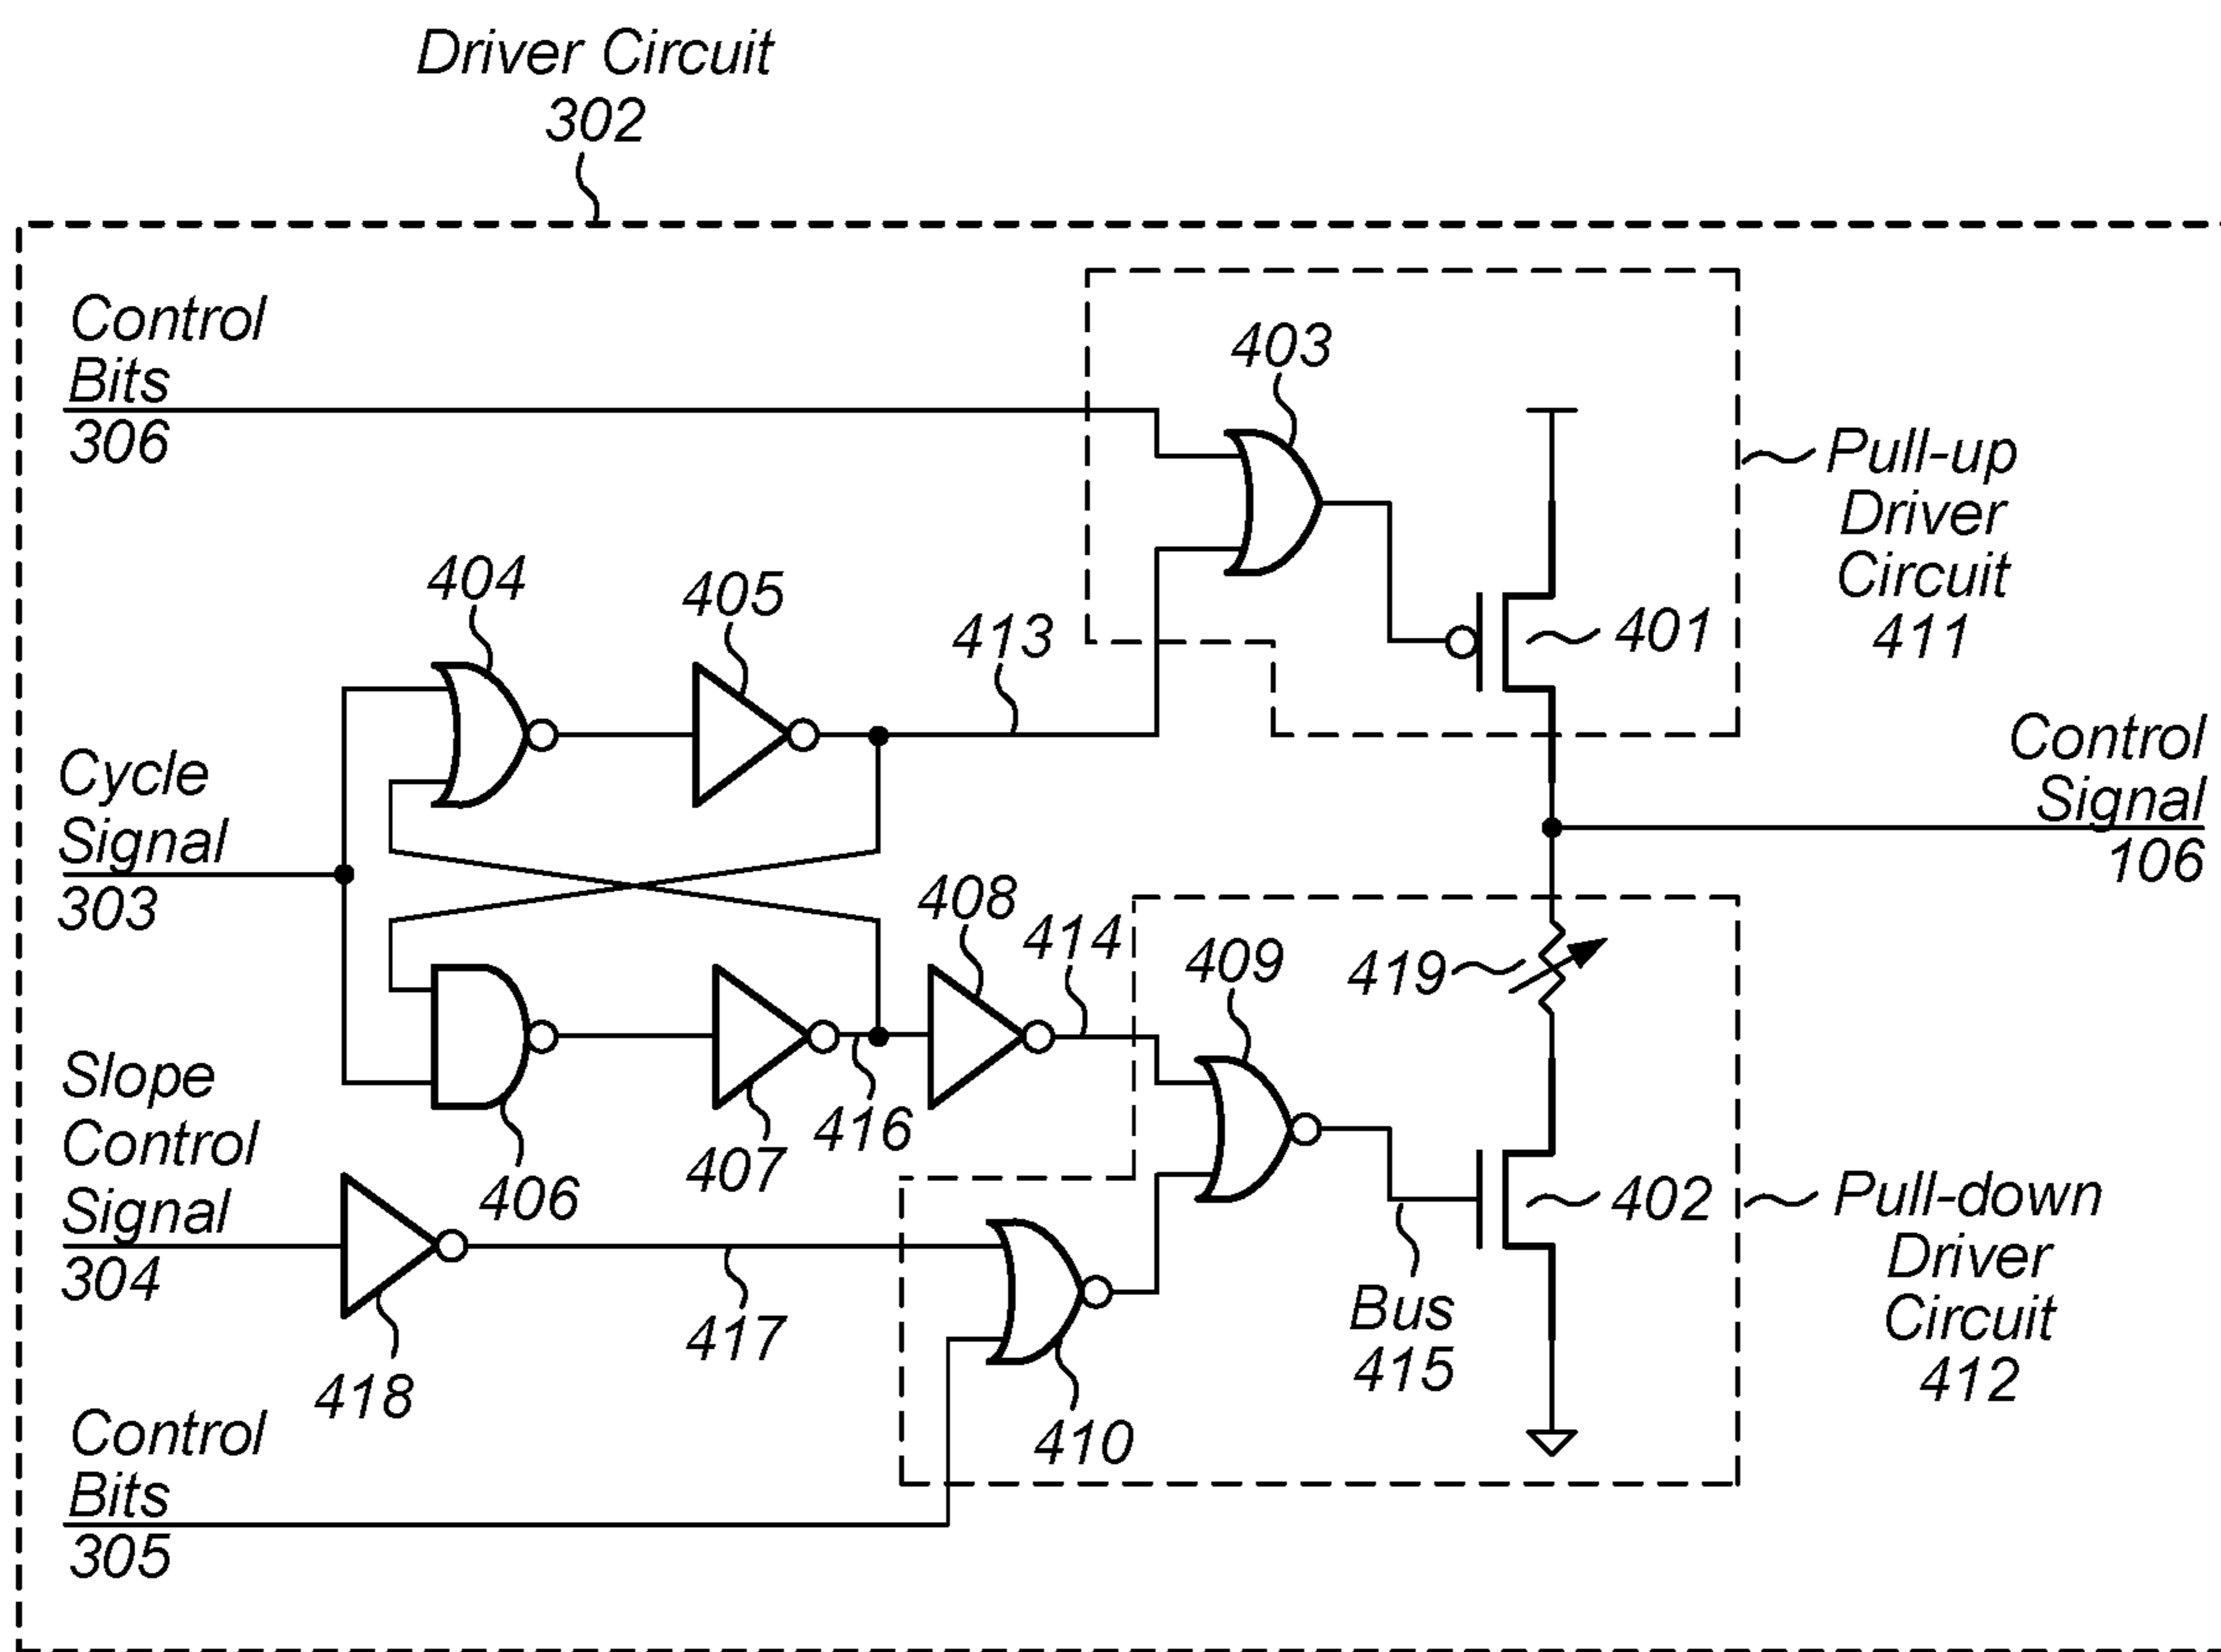 Driver Circuit
302
Control
Bits
306
403
Pull-up
Driver
Circuit
411
404
405
413
401
Cycle
Signal
303
Control
Signal
106
408
414
409
419
Slope
Control
Signal
304
406
407
416
402
Pull-down
Driver
Circuit
412
418
417
Bus
415
410
Control
Bits
305